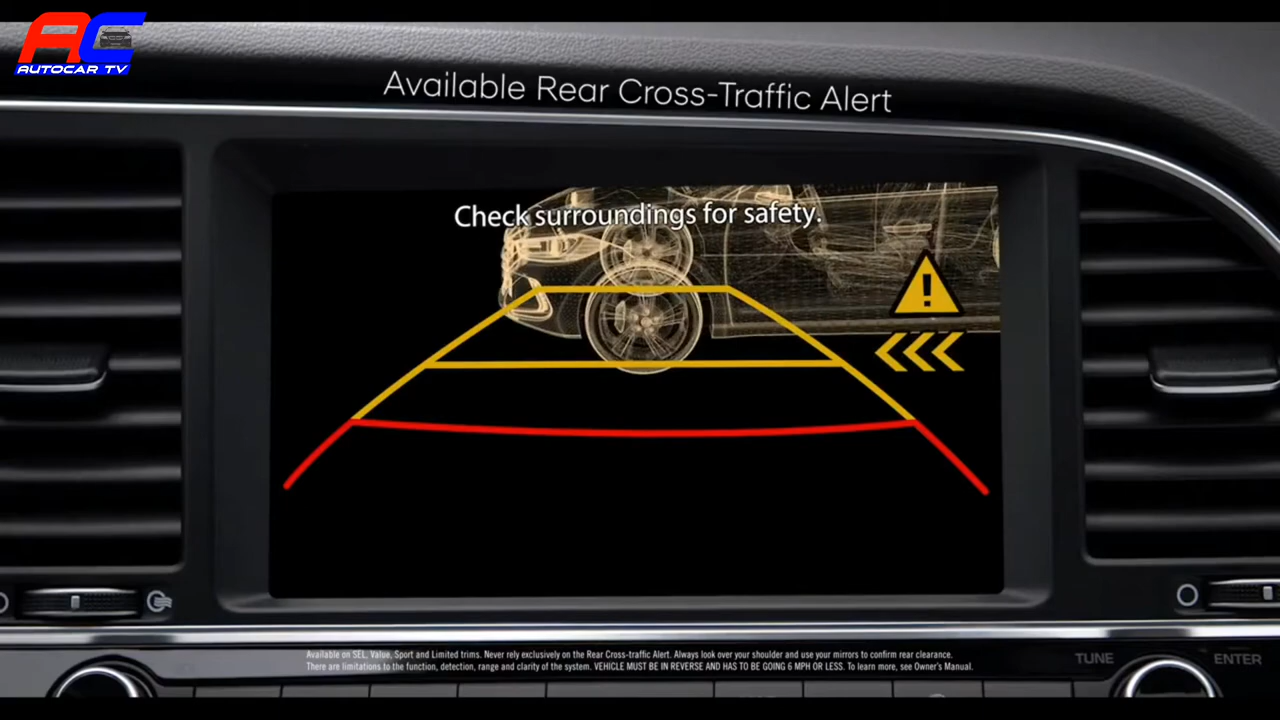 AC
AUTOCAR TV
Available Rear Cross-Traffic Alert
Check surroundings for safety.
Available on SEL, Value, Sport and Limited trims. Never rely exclusively on the Rear Cross-traffic Alert. Always look over your shoulder and use your mirrors to confirm rear clearance.
There are limitations to the function, detection, range and clarity of the system. VEHICLE MUST BE IN REVERSE AND HAS TO BE GOING 6 MPH OR LESS. To learn more, see Owner's Manual.
TUNE
ENTER